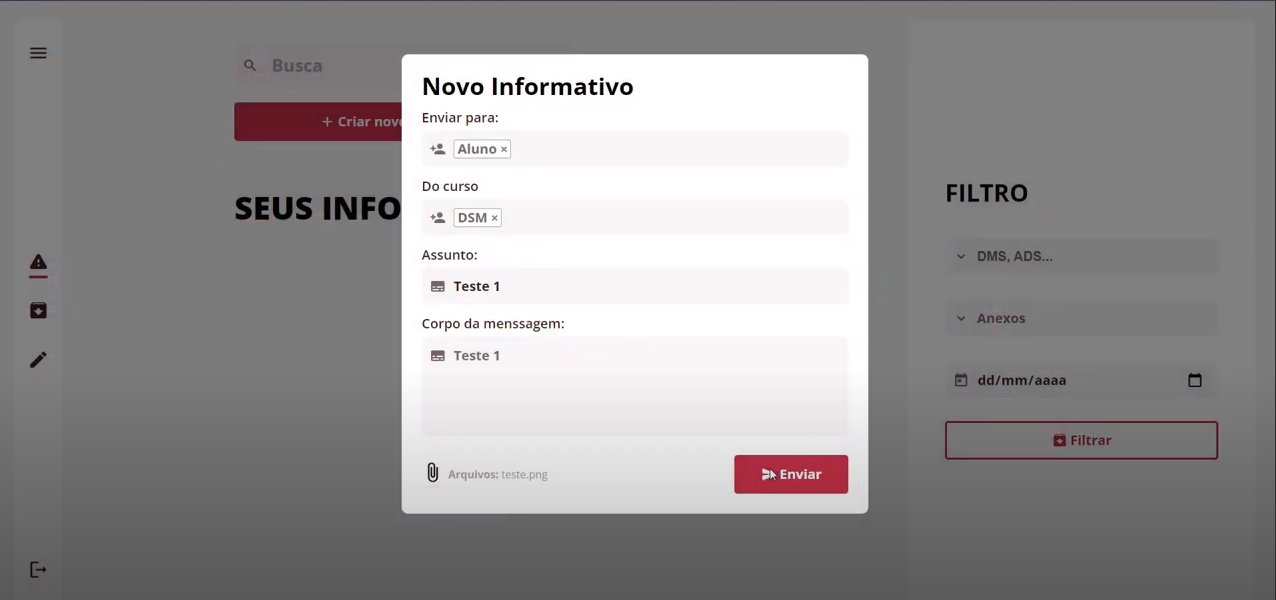 Busca
+ Criar nov
SEUS INFO
Novo Informativo
Enviar para:
Aluno ×
Do curso
DSM ×
Assunto:
Teste 1
Corpo da menssagem:
Teste 1
Arquivos: teste.png
Enviar
FILTRO
DMS, ADS...
Anexos
dd/mm/aaaa
Filtrar